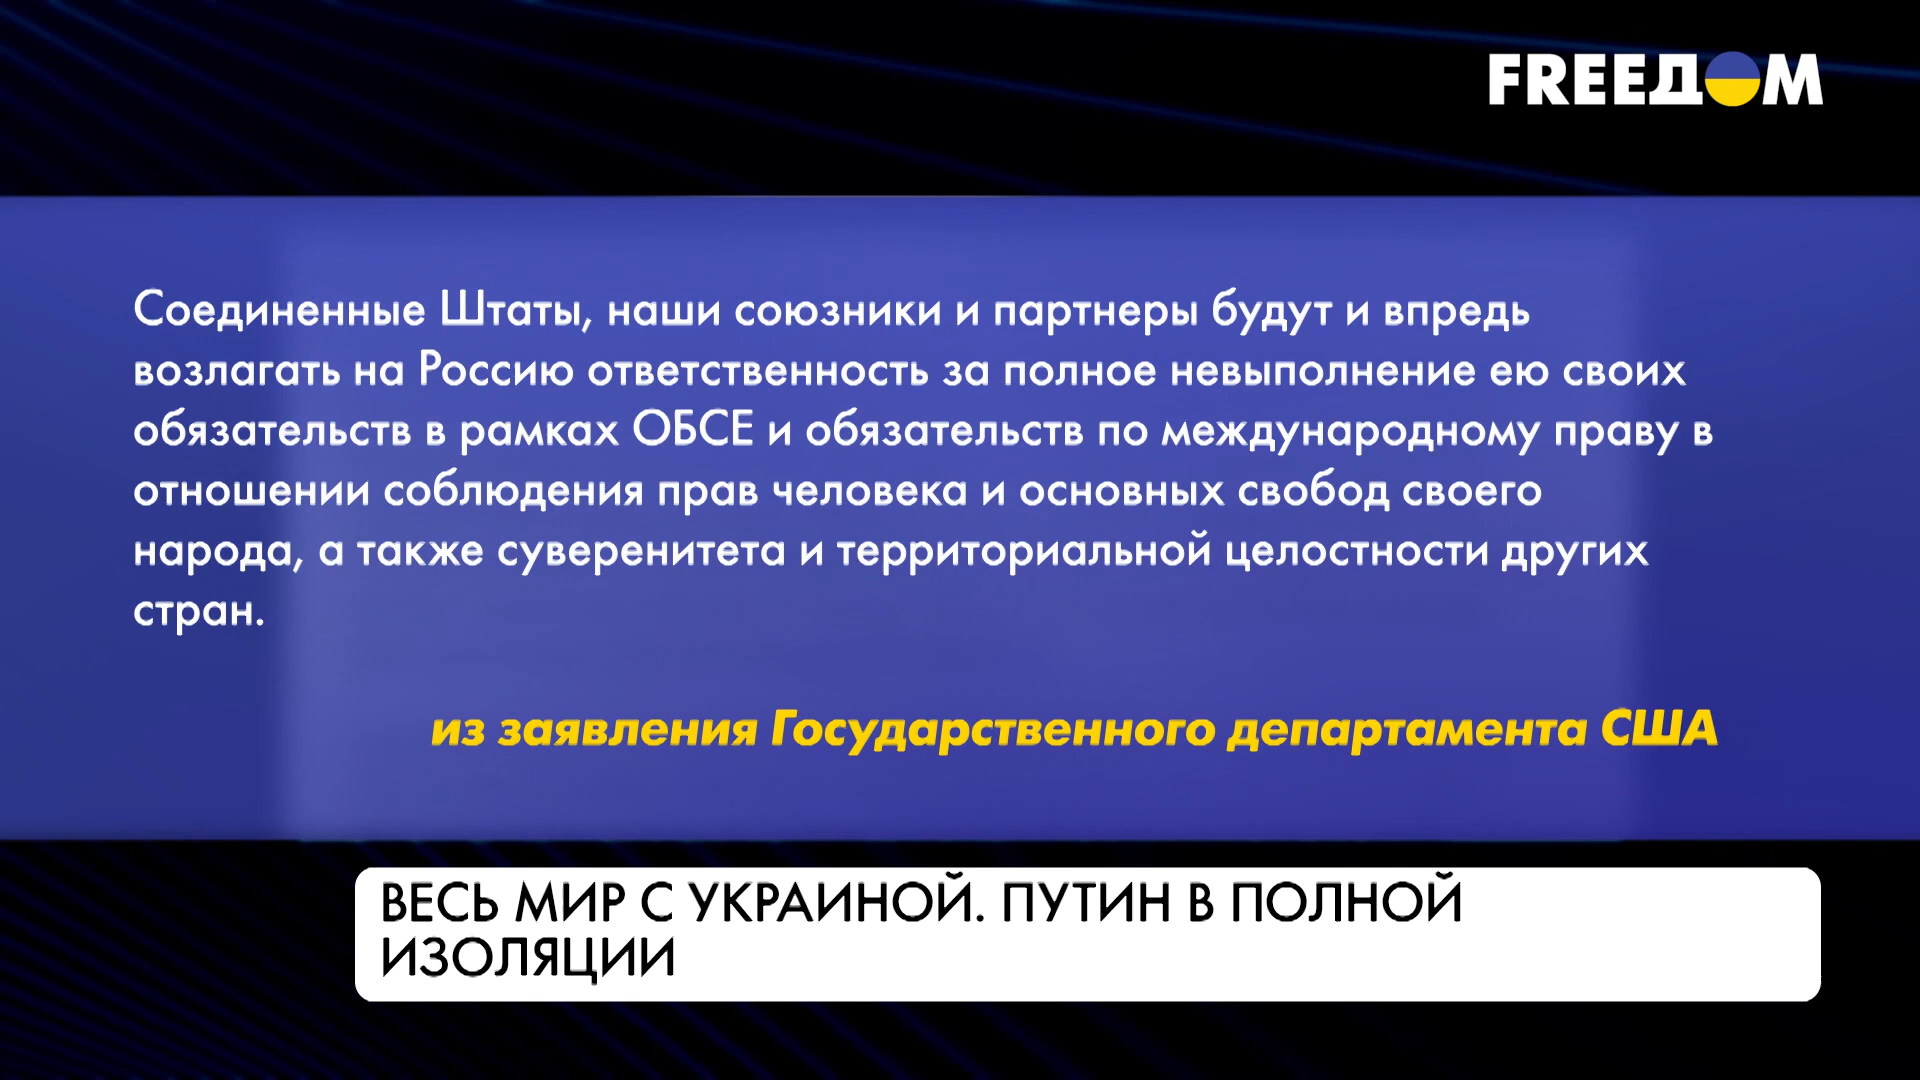 FREEДОМ
Соединенные Штаты, наши союзники и партнеры будут и впредь
возлагать на Россию ответственность за полное невыполнение ею своих
обязательств в рамках ОБСЕ и обязательств по международному праву в
отношении соблюдения прав человека и основных свобод своего
народа, а также суверенитета и территориальной целостности других
стран.
из заявления Государственного департамента США
ВЕСЬ МИР С УКРАИНОЙ. ПУТИН В ПОЛНОЙ
ИЗОЛЯЦИИ